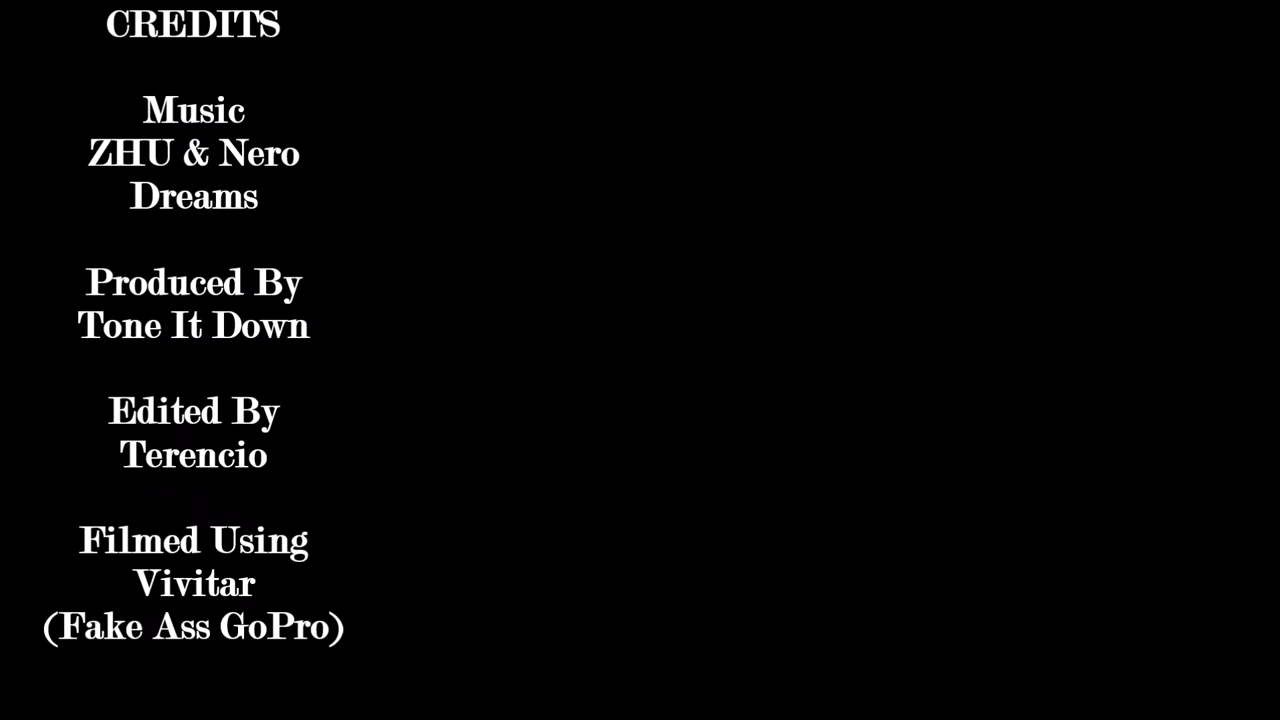 CREDITS
Music
ZHU & Nero
Dreams
Produced By
Tone It Down
Edited By
Terencio
Filmed Using
Vivitar
(Fake Ass GoPro)